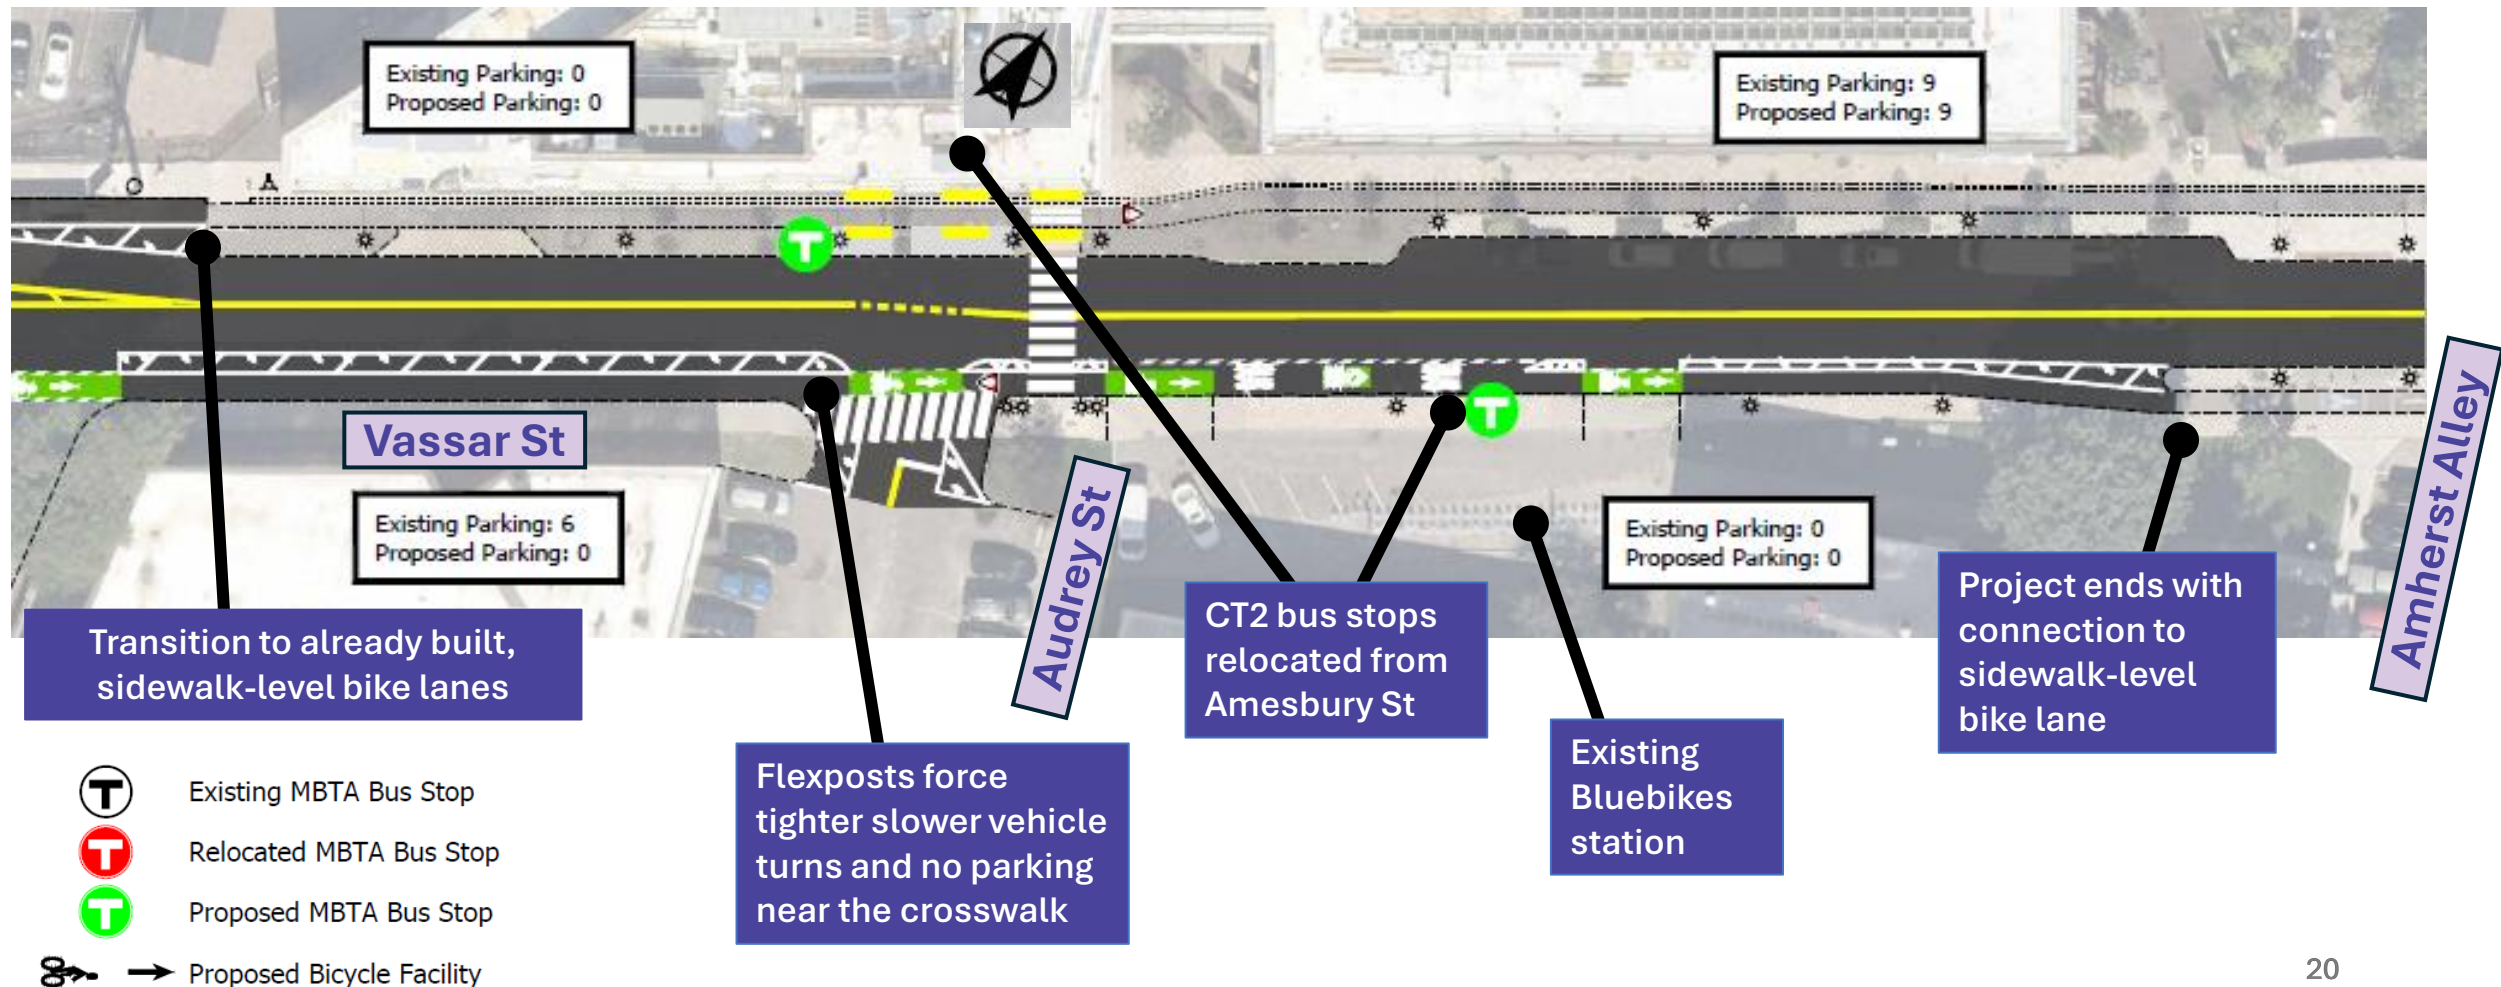 Existing Parking: 0
Proposed Parking: 0
Existing Parking: 9
Proposed Parking: 9
T
Vassar St
T
Existing Parking: 6
Proposed Parking: 0
Audrey St
Existing Parking: 0
Proposed Parking: 0
Amherst Alley
Transition to already built,
sidewalk-level bike lanes
Flexposts force
tighter slower vehicle
turns and no parking
near the crosswalk
CT2 bus stops
relocated from
Amesbury St
Existing
Bluebikes
station
Project ends with
connection to
sidewalk-level
bike lane
T Existing MBTA Bus Stop
T Relocated MBTA Bus Stop
T Proposed MBTA Bus Stop
Proposed Bicycle Facility
20